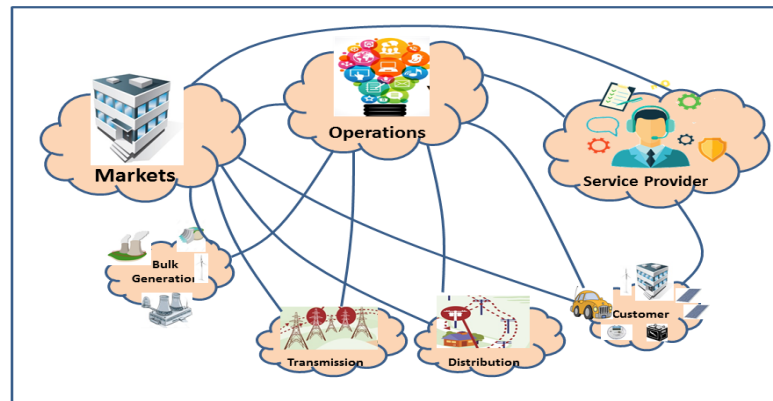 Operations
Markets
Service Provider
Bulk
Generation
Customer
Transmission
Distribution